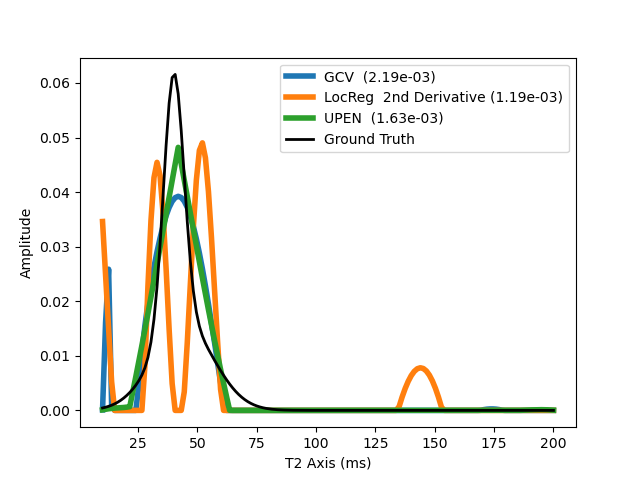 GCV (2.19e-03)
LocReg 2nd Derivative (1.19e-03)
UPEN (1.63e-03)
Ground Truth
Amplitude
0.06
0.05
0.04
0.03
0.02
0.01
0.00
25 50 75 100 125 150 175 200
T2 Axis (ms)